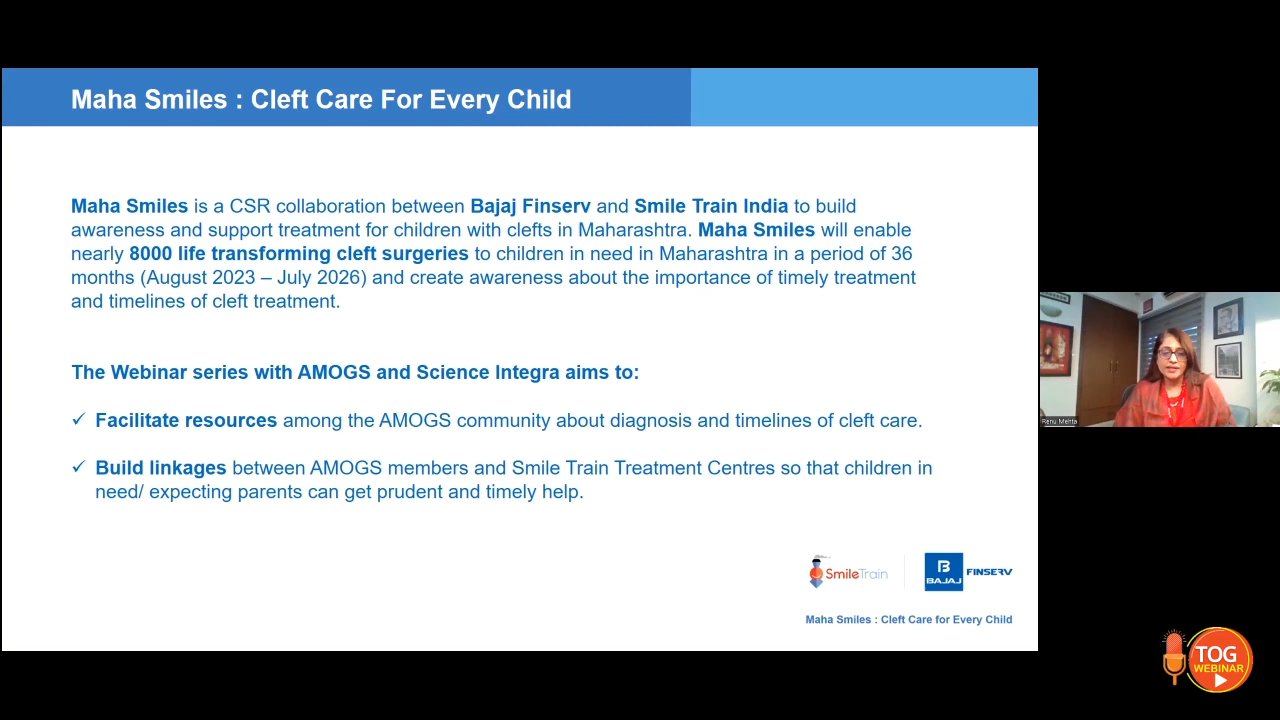 Maha Smiles : Cleft Care For Every Child
Maha Smiles is a CSR collaboration between Bajaj Finserv and Smile Train India to build
awareness and support treatment for children with clefts in Maharashtra. Maha Smiles will enable
nearly 8000 life transforming cleft surgeries to children in need in Maharashtra in a period of 36
months (August 2023 – July 2026) and create awareness about the importance of timely treatment
and timelines of cleft treatment.
The Webinar series with AMOGS and Science Integra aims to:
✓ Facilitate resources among the AMOGS community about diagnosis and timelines of cleft care.
✓ Build linkages between AMOGS members and Smile Train Treatment Centres so that children in
need/ expecting parents can get prudent and timely help.
Renu Mehta
SmileTrain
B
BAJAJ FINSERV
Maha Smiles : Cleft Care for Every Child
TOG
WEBINAR